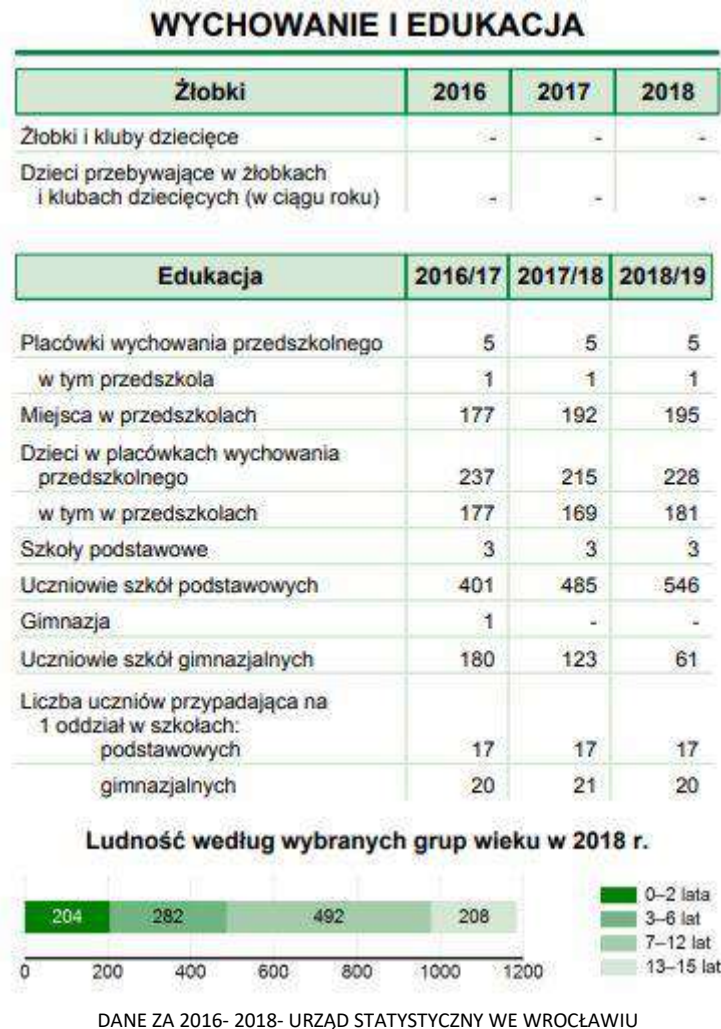 WYCHOWANIE I EDUKACJA
Żłobki 2016 2017 2018
Żłobki i kluby dziecięce - - -
Dzieci przebywające w żłobkach
i klubach dziecięcych (w ciągu roku) - - -
Edukacja 2016/17 2017/18 2018/19
Placówki wychowania przedszkolnego 5 5 5
w tym przedszkola 1 1 1
Miejsca w przedszkolach 177 192 195
Dzieci w placówkach wychowania
przedszkolnego 237 215 228
w tym w przedszkolach 177 169 181
Szkoły podstawowe 3 3 3
Uczniowie szkół podstawowych 401 485 546
Gimnazja 1 - -
Uczniowie szkół gimnazjalnych 180 123 61
Liczba uczniów przypadająca na
1 oddział w szkołach:
podstawowych 17 17 17
gimnazjalnych 20 21 20
Ludność według wybranych grup wieku w 2018 r.
204 282 492 208
0 200 400 600 800 1000 1200
0–2 lata
3–6 lat
7–12 lat
13–15 lat
DANE ZA 2016- 2018- URZĄD STATYSTYCZNY WE WROCŁAWIU